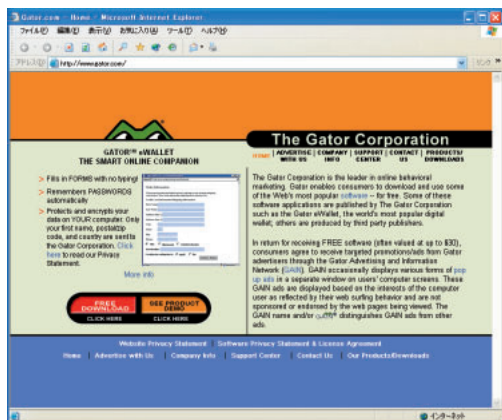 Gator.com - Home - Microsoft Internet Explorer
ファイル(F) 編集(E) 表示(V) お気に入り(A) ツール(T) ヘルプ(H)
アドレス(D) http://www.gator.com/ リンク
GATOR™ eWALLET
THE SMART ONLINE COMPANION
> Fills in FORMS with no typing!
> Remembers PASSWORDS
automatically
> Protects and encrypts your
data on YOUR computer. Only
your first name, postal/zip
code, and country are sent to
the Gator Corporation. Click
here to read our Privacy
Statement.
More info
FREE
DOWNLOAD
CLICK HERE
SEE PRODUCT
DEMO
CLICK HERE
The Gator Corporation
HOME | ADVERTISE WITH US | COMPANY INFO | SUPPORT CENTER | CONTACT US | PRODUCTS/ DOWNLOADS
The Gator Corporation is the leader in online behavioral
marketing. Gator enables consumers to download and use some
of the Web's most popular software -- for free. Some of these
software applications are published by The Gator Corporation
such as the Gator eWallet, the world's most popular digital
wallet; others are produced by third party publishers.
In return for receiving FREE software (often valued at up to $30),
consumers agree to receive targeted promotions/ads from Gator
advertisers through the Gator Advertising and Information
Network (GAIN). GAIN occasionally displays various forms of pop
up ads in a separate window on users' computer screens. These
GAIN ads are displayed based on the interests of the computer
user as reflected by their web surfing behavior and are not
sponsored or endorsed by the web pages being viewed. The
GAIN name and/or distinguishes GAIN ads from other
ads.
Website Privacy Statement | Software Privacy Statement & License Agreement
Home | Advertise with Us | Company Info | Support Center | Contact Us | Our Products/Downloads
インターネット